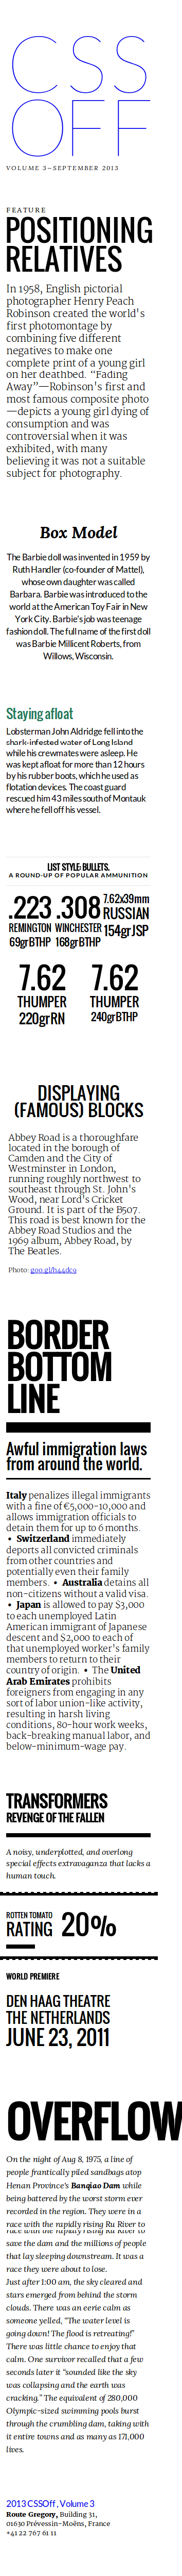 CSS
OFF
VOLUME 3–SEPTEMBER 2013
FEATURE
POSITIONING
RELATIVES
In 1958, English pictorial
photographer Henry Peach
Robinson created the world's
first photomontage by
combining five different
negatives to make one
complete print of a young girl
on her deathbed. “Fading
Away”—Robinson's first and
most famous composite photo
—depicts a young girl dying of
consumption and was
controversial when it was
exhibited, with many
believing it was not a suitable
subject for photography.
Box Model
The Barbie doll was invented in 1959 by
Ruth Handler (co-founder of Mattel),
whose own daughter was called
Barbara. Barbie was introduced to the
world at the American Toy Fair in New
York City. Barbie's job was teenage
fashion doll. The full name of the first doll
was Barbie Millicent Roberts, from
Willows, Wisconsin.
Staying afloat
Lobsterman John Aldridge fell into the
shark-infested water of Long Island
while his crewmates were asleep. He
was kept afloat for more than 12 hours
by his rubber boots, which he used as
flotation devices. The coast guard
rescued him 43 miles south of Montauk
where he fell off his vessel.
LIST STYLE: BULLETS.
A ROUND-UP OF POPULAR AMMUNITION
.223 .308 7.62x39mm
REMINGTON WINCHESTER RUSSIAN
69gr BTHP 168gr BTHP 154gr JSP
7.62 7.62
THUMPER THUMPER
220gr RN 240gr BTHP
DISPLAYING
(FAMOUS) BLOCKS
Abbey Road is a thoroughfare
located in the borough of
Camden and the City of
Westminster in London,
running roughly northwest to
southeast through St. John's
Wood, near Lord's Cricket
Ground. It is part of the B507.
This road is best known for the
Abbey Road Studios and the
1969 album, Abbey Road, by
The Beatles.
Photo: goo.gl/h44dc9
BORDER
BOTTOM
LINE
Awful immigration laws
from around the world.
Italy penalizes illegal immigrants
with a fine of €5,000-10,000 and
allows immigration officials to
detain them for up to 6 months.
• Switzerland immediately
deports all convicted criminals
from other countries and
potentially even their family
members. • Australia detains all
non-citizens without a valid visa.
• Japan is allowed to pay $3,000
to each unemployed Latin
American immigrant of Japanese
descent and $2,000 to each of
that unemployed worker's family
members to return to their
country of origin. • The United
Arab Emirates prohibits
foreigners from engaging in any
sort of labor union-like activity,
resulting in harsh living
conditions, 80-hour work weeks,
back-breaking manual labor, and
below-minimum-wage pay.
TRANSFORMERS
REVENGE OF THE FALLEN
A noisy, underplotted, and overlong
special effects extravaganza that lacks a
human touch.
ROTTEN TOMATO
RATING 20%
WORLD PREMIERE
DEN HAAG THEATRE
THE NETHERLANDS
JUNE 23, 2011
OVERFLOW
On the night of Aug 8, 1975, a line of
people frantically piled sandbags atop
Henan Province's Banqiao Dam while
being battered by the worst storm ever
recorded in the region. They were in a
race with the rapidly rising Ru River to
save the dam and the millions of people
that lay sleeping downstream. It was a
race they were about to lose.
Just after 1:00 am, the sky cleared and
stars emerged from behind the storm
clouds. There was an eerie calm as
someone yelled, "The water level is
going down! The flood is retreating!"
There was little chance to enjoy that
calm. One survivor recalled that a few
seconds later it "sounded like the sky
was collapsing and the earth was
cracking." The equivalent of 280,000
Olympic-sized swimming pools burst
through the crumbling dam, taking with
it entire towns and as many as 171,000
lives.
2013 CSSOff, Volume 3
Route Gregory, Building 31,
01630 Prévessin-Moëns, France
+41 22 767 61 11